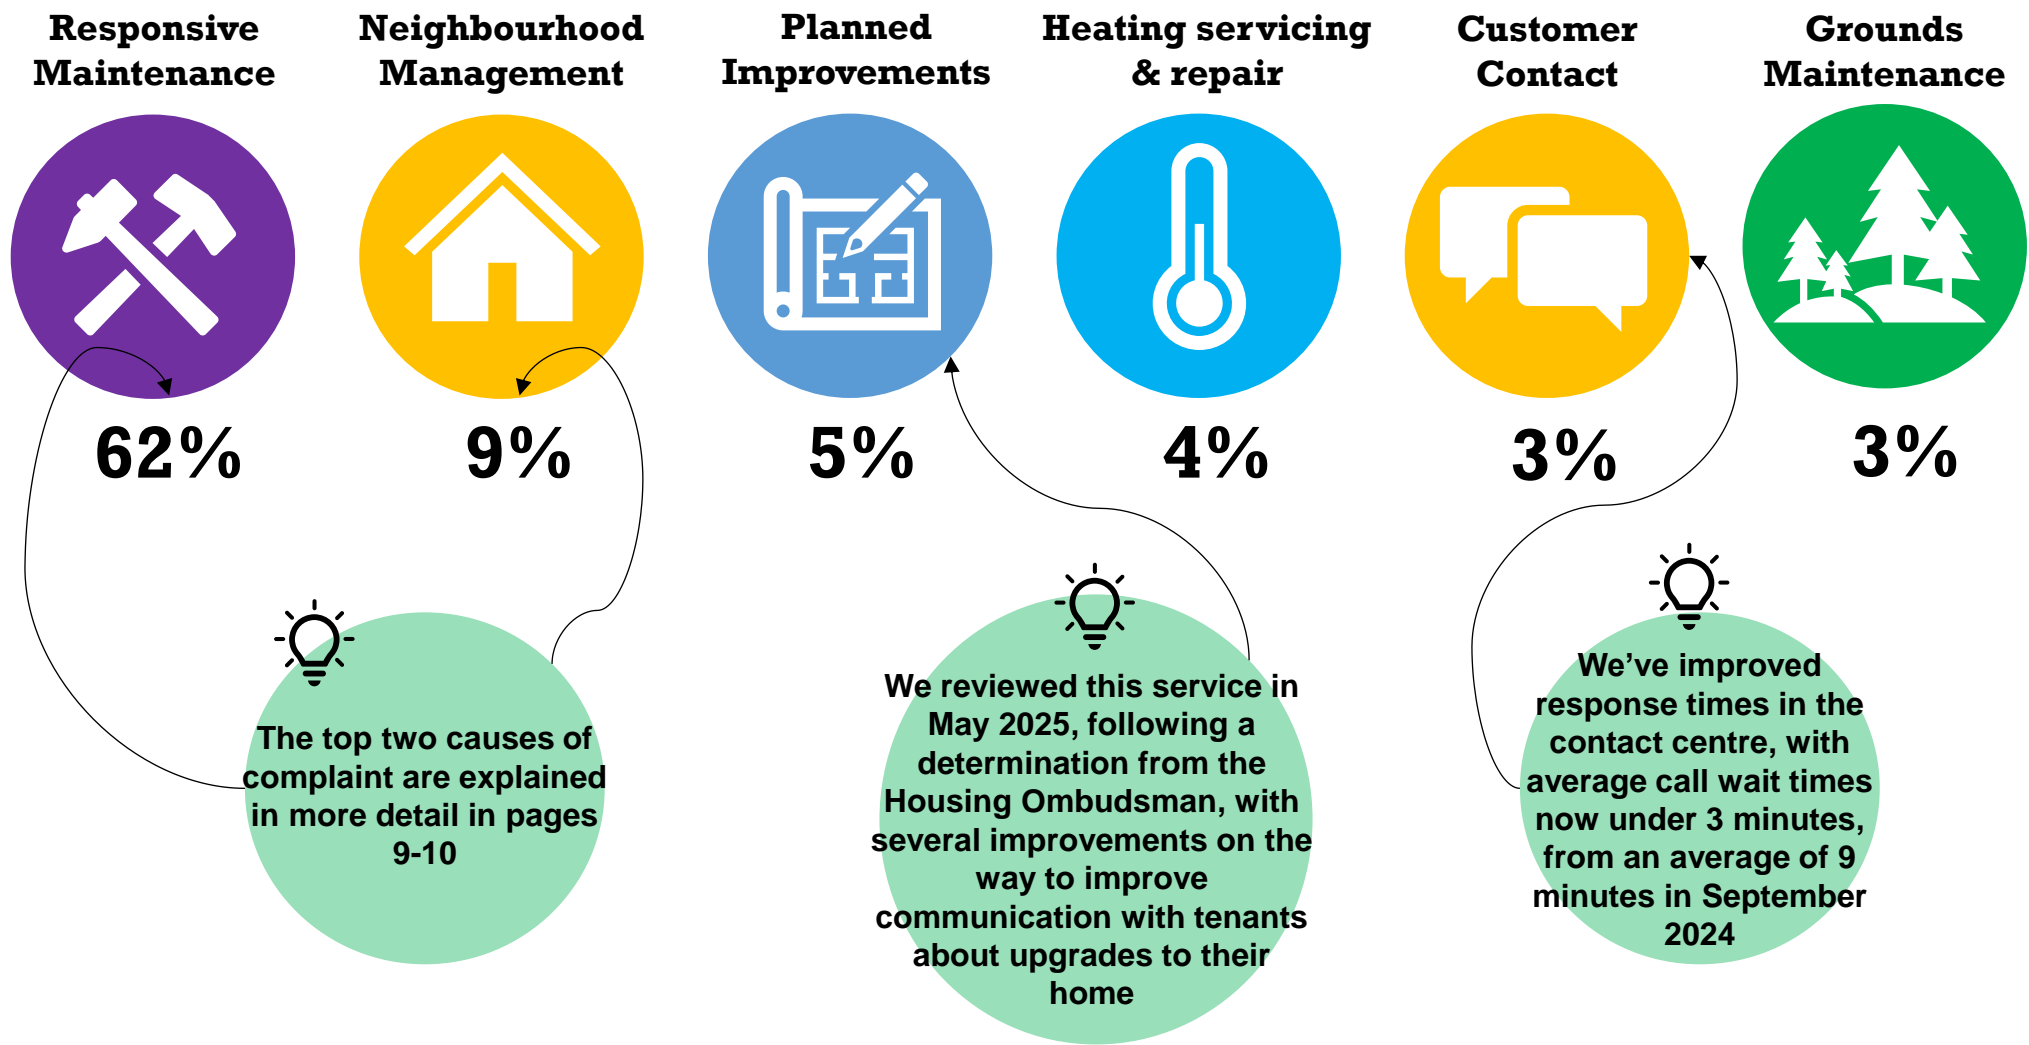 Responsive
Maintenance
Neighbourhood
Management
Planned
Improvements
Heating servicing
& repair
Customer
Contact
Grounds
Maintenance
62%
9%
5%
4%
3%
3%
The top two causes of
complaint are explained
in more detail in pages
9-10
We reviewed this service in
May 2025, following a
determination from the
Housing Ombudsman, with
several improvements on the
way to improve
communication with tenants
about upgrades to their
home
We’ve improved
response times in the
contact centre, with
average call wait times
now under 3 minutes,
from an average of 9
minutes in September
2024